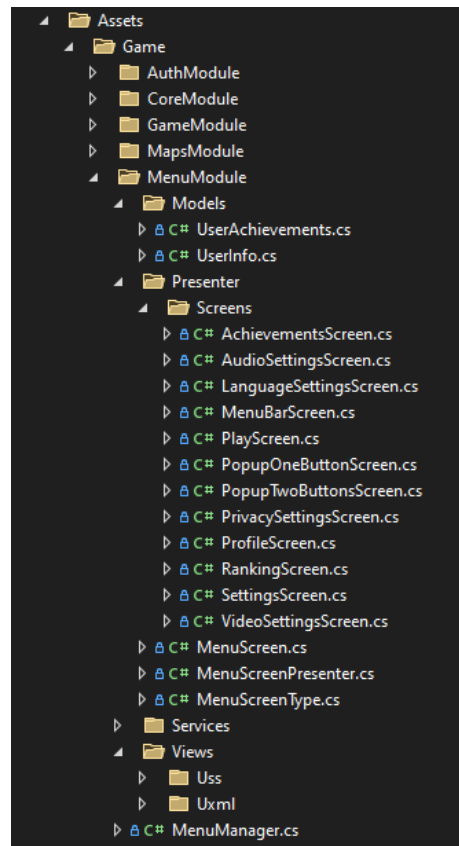 Assets
Game
AuthModule
CoreModule
GameModule
MapsModule
MenuModule
Models
C# UserAchievements.cs
C# UserInfo.cs
Presenter
Screens
C# AchievementsScreen.cs
C# AudioSettingsScreen.cs
C# LanguageSettingsScreen.cs
C# MenuBarScreen.cs
C# PlayScreen.cs
C# PopupOneButtonScreen.cs
C# PopupTwoButtonsScreen.cs
C# PrivacySettingsScreen.cs
C# ProfileScreen.cs
C# RankingScreen.cs
C# SettingsScreen.cs
C# VideoSettingsScreen.cs
C# MenuScreen.cs
C# MenuScreenPresenter.cs
C# MenuScreenType.cs
Services
Views
Uss
Uxml
C# MenuManager.cs